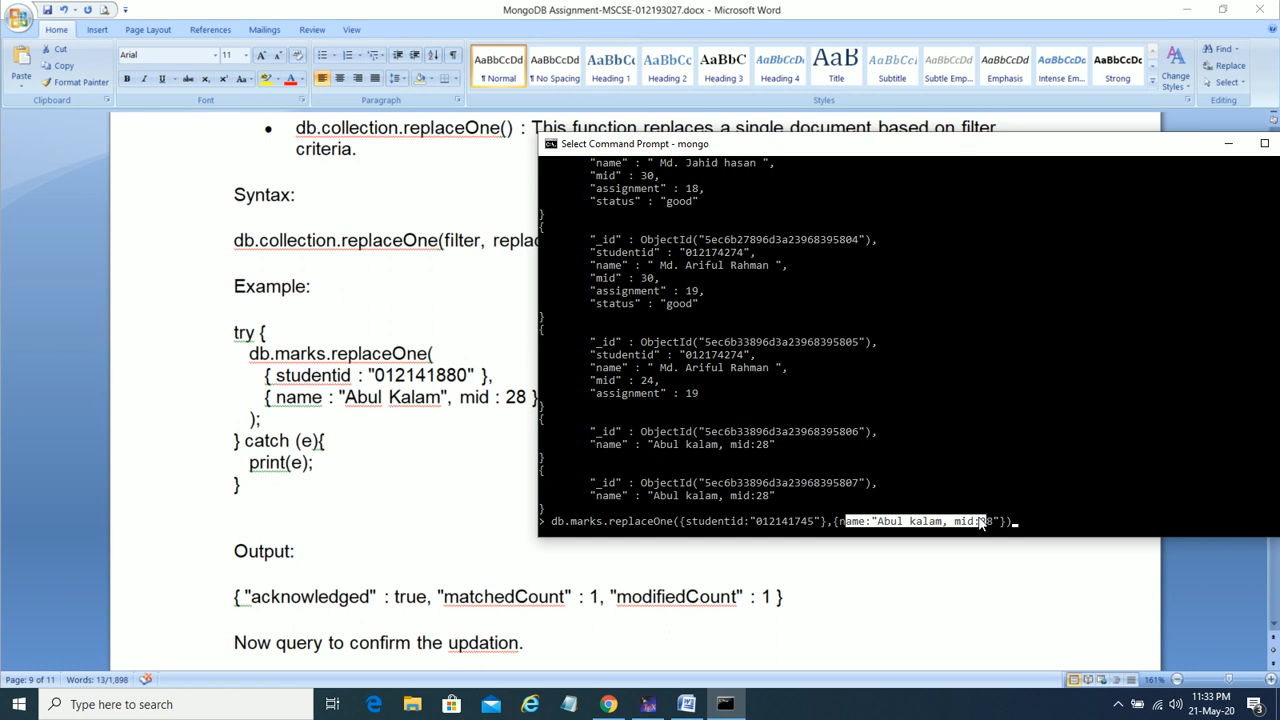 MongoDB Assignment-MSCSE-012193027.docx - Microsoft Word
Home Insert Page Layout References Mailings Review View
Cut
Copy
Format Painter
Paste
Clipboard
Arial 11
Font
Paragraph
AaBbCcDd AaBbCcDd AaBbC AaBbCc AaBbC AaBbCcDd AaB AaBbCcDd AaBbCcDd AaBbCcDd AaBbCcDd AaBbCcDd
¶ Normal ¶ No Spacing Heading 1 Heading 2 Heading 3 Heading 4 Title Subtitle Subtle Emp... Emphasis Intense Em... Strong
Styles
Change Styles
Find
Replace
Select
Editing
• db.collection.replaceOne() : This function replaces a single document based on filter
criteria.
Syntax:
db.collection.replaceOne(filter, replac
Example:
try {
db.marks.replaceOne(
{ studentid : "012141880" },
{ name : "Abul Kalam", mid : 28 }
);
} catch (e){
print(e);
}
Select Command Prompt - mongo
"name" : " Md. Jahid hasan ",
"mid" : 30,
"assignment" : 18,
"status" : "good"
}
{
"_id" : ObjectId("5ec6b27896d3a23968395804"),
"studentid" : "012174274",
"name" : " Md. Ariful Rahman ",
"mid" : 30,
"assignment" : 19,
"status" : "good"
}
{
"_id" : ObjectId("5ec6b33896d3a23968395805"),
"studentid" : "012174274",
"name" : " Md. Ariful Rahman ",
"mid" : 24,
"assignment" : 19
}
{
"_id" : ObjectId("5ec6b33896d3a23968395806"),
"name" : "Abul kalam, mid:28"
}
{
"_id" : ObjectId("5ec6b33896d3a23968395807"),
"name" : "Abul kalam, mid:28"
}
> db.marks.replaceOne({studentid:"012141745"},{name:"Abul kalam, mid:28"})
Output:
{ "acknowledged" : true, "matchedCount" : 1, "modifiedCount" : 1 }
Now query to confirm the updation.
Page: 9 of 11 Words: 13/1,898 161%
Type here to search
11:33 PM
21-May-20